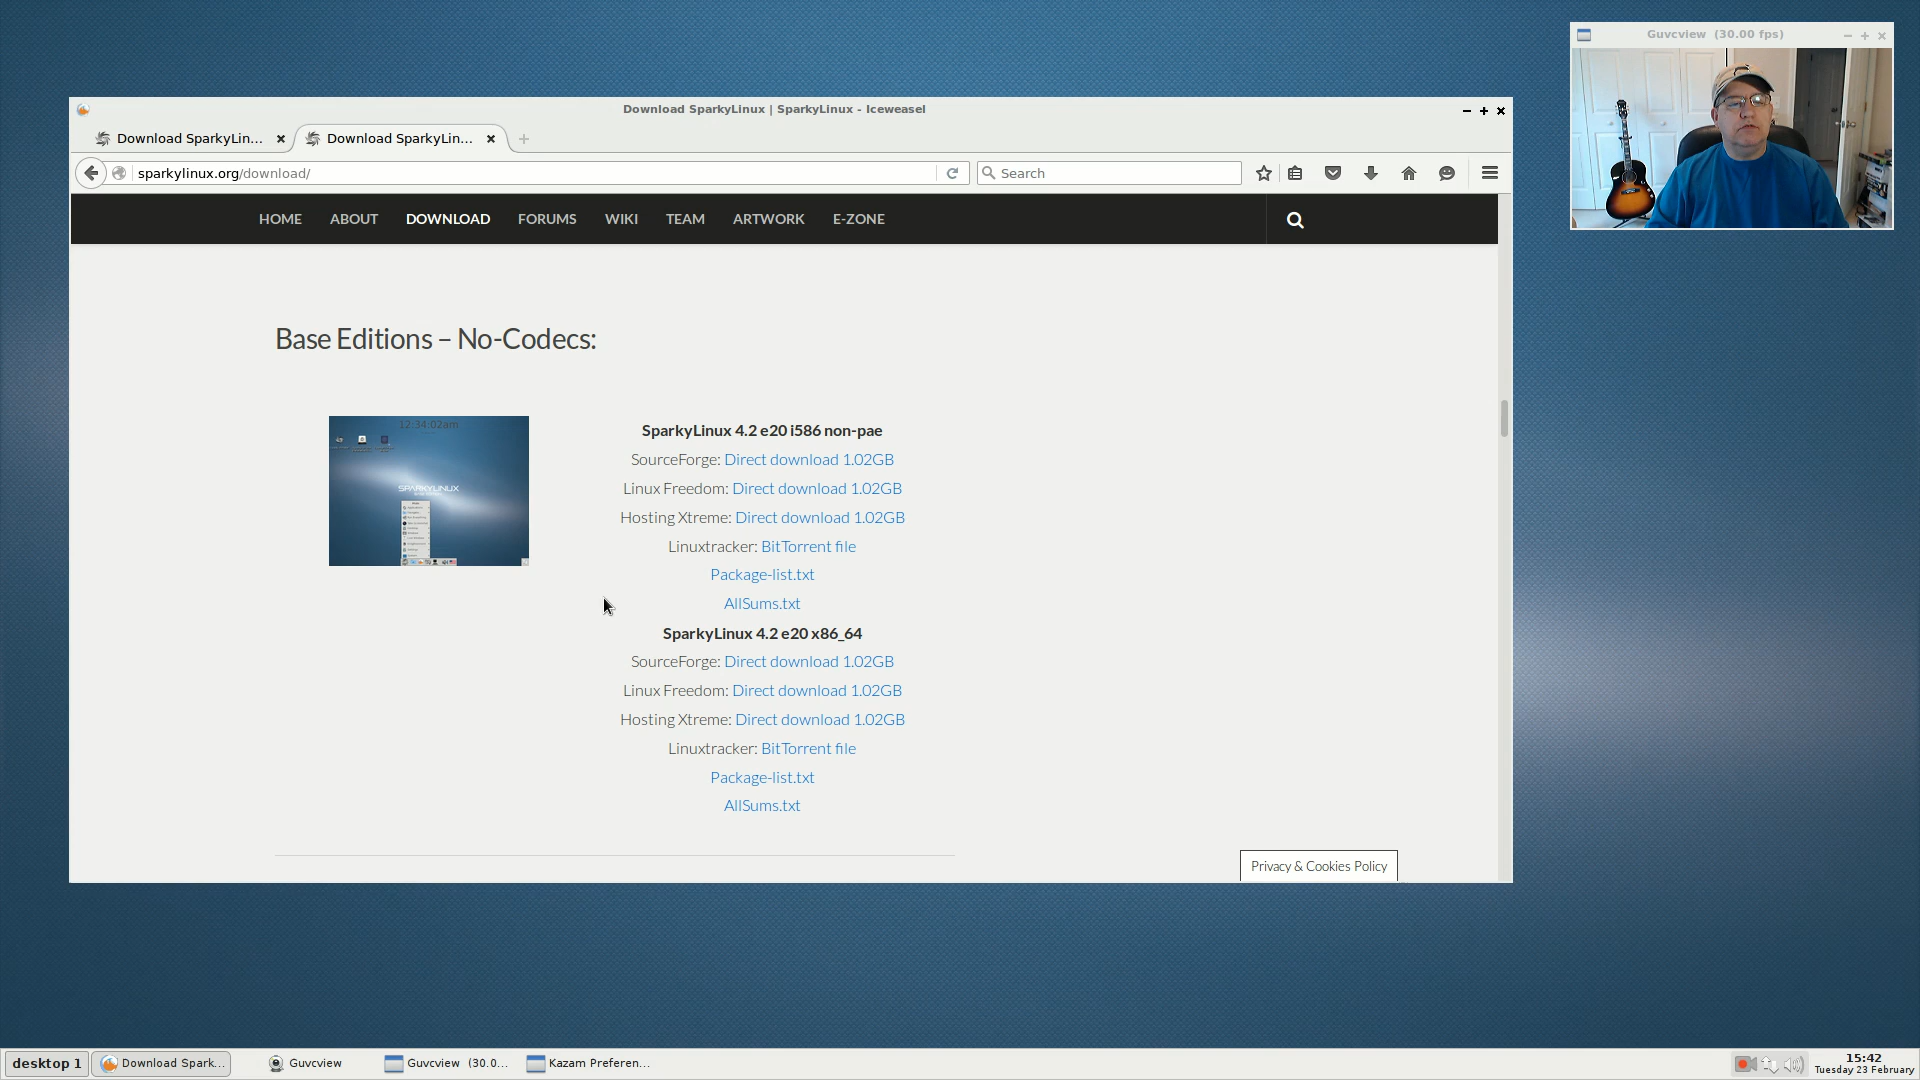 Guvcview (30.00 fps)
Download SparkyLinux | SparkyLinux - Iceweasel
Download SparkyLin...
Download SparkyLin...
sparkylinux.org/download/
Search
HOME
ABOUT
DOWNLOAD
FORUMS
WIKI
TEAM
ARTWORK
E-ZONE
Base Editions – No-Codecs:
12:34:02am
SPARKYLINUX
SparkyLinux 4.2 e20 i586 non-pae
SourceForge: Direct download 1.02GB
Linux Freedom: Direct download 1.02GB
Hosting Xtreme: Direct download 1.02GB
Linuxtracker: BitTorrent file
Package-list.txt
AllSums.txt
SparkyLinux 4.2 e20 x86_64
SourceForge: Direct download 1.02GB
Linux Freedom: Direct download 1.02GB
Hosting Xtreme: Direct download 1.02GB
Linuxtracker: BitTorrent file
Package-list.txt
AllSums.txt
Privacy & Cookies Policy
desktop 1
Download Spark...
Guvcview
Guvcview (30.0...
Kazam Preferen...
15:42
Tuesday 23 February